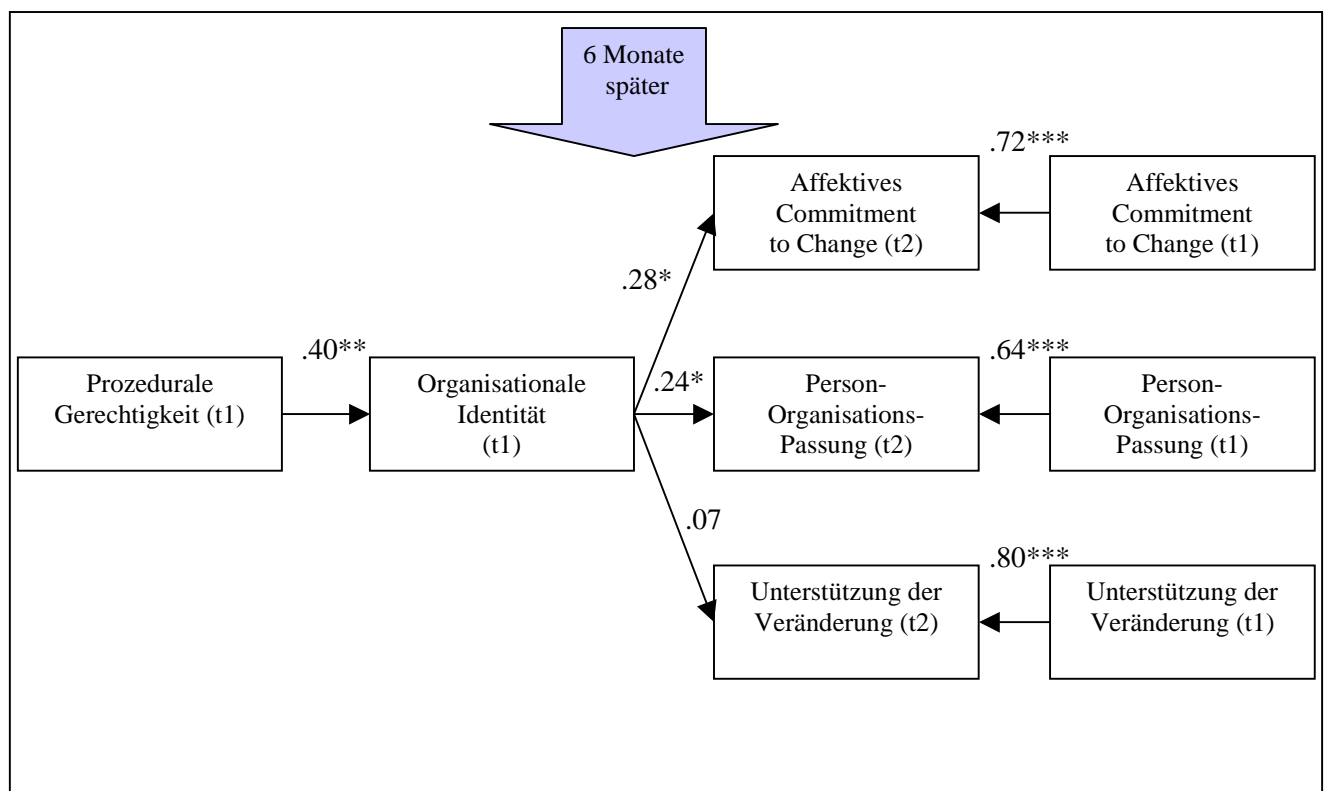 6 Monate
später
.72***
Affektives
Commitment
to Change (t2)
Affektives
Commitment
to Change (t1)
.28*
.40**
.24*
.64***
Prozedurale
Gerechtigkeit (t1)
Organisationale
Identität
(t1)
Person-
Organisations-
Passung (t2)
Person-
Organisations-
Passung (t1)
.07
.80***
Unterstützung der
Veränderung (t2)
Unterstützung der
Veränderung (t1)